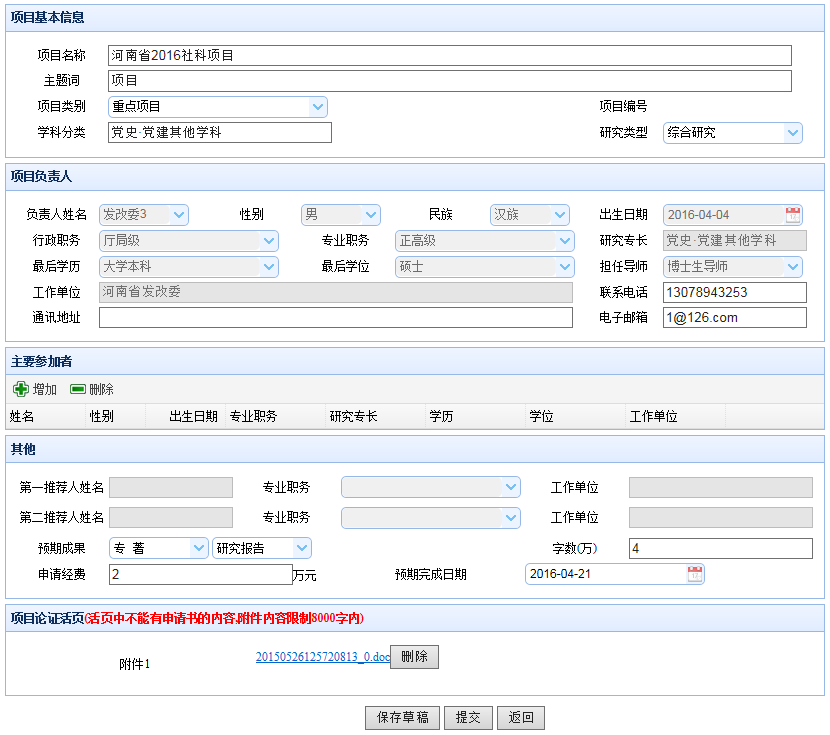 项目基本信息
项目名称 河南省2016社科项目
主题词 项目
项目类别 重点项目 项目编号
学科分类 党史·党建其他学科 研究类型 综合研究
项目负责人
负责人姓名 发改委3 性别 男 民族 汉族 出生日期 2016-04-04
行政职务 厅局级 专业职务 正高级 研究专长 党史·党建其他学科
最后学历 大学本科 最后学位 硕士 担任导师 博士生导师
工作单位 河南省发改委 联系电话 13078943253
通讯地址 电子邮箱 1@126.com
主要参加者
增加 删除
姓名 性别 出生日期 专业职务 研究专长 学历 学位 工作单位
其他
第一推荐人姓名 专业职务 工作单位
第二推荐人姓名 专业职务 工作单位
预期成果 专 著 研究报告 字数(万) 4
申请经费 2 万元 预期完成日期 2016-04-21
项目论证活页(活页中不能有申请书的内容,附件内容限制8000字内)
附件1 20150526125720813_0.doc 删除
保存草稿 提交 返回